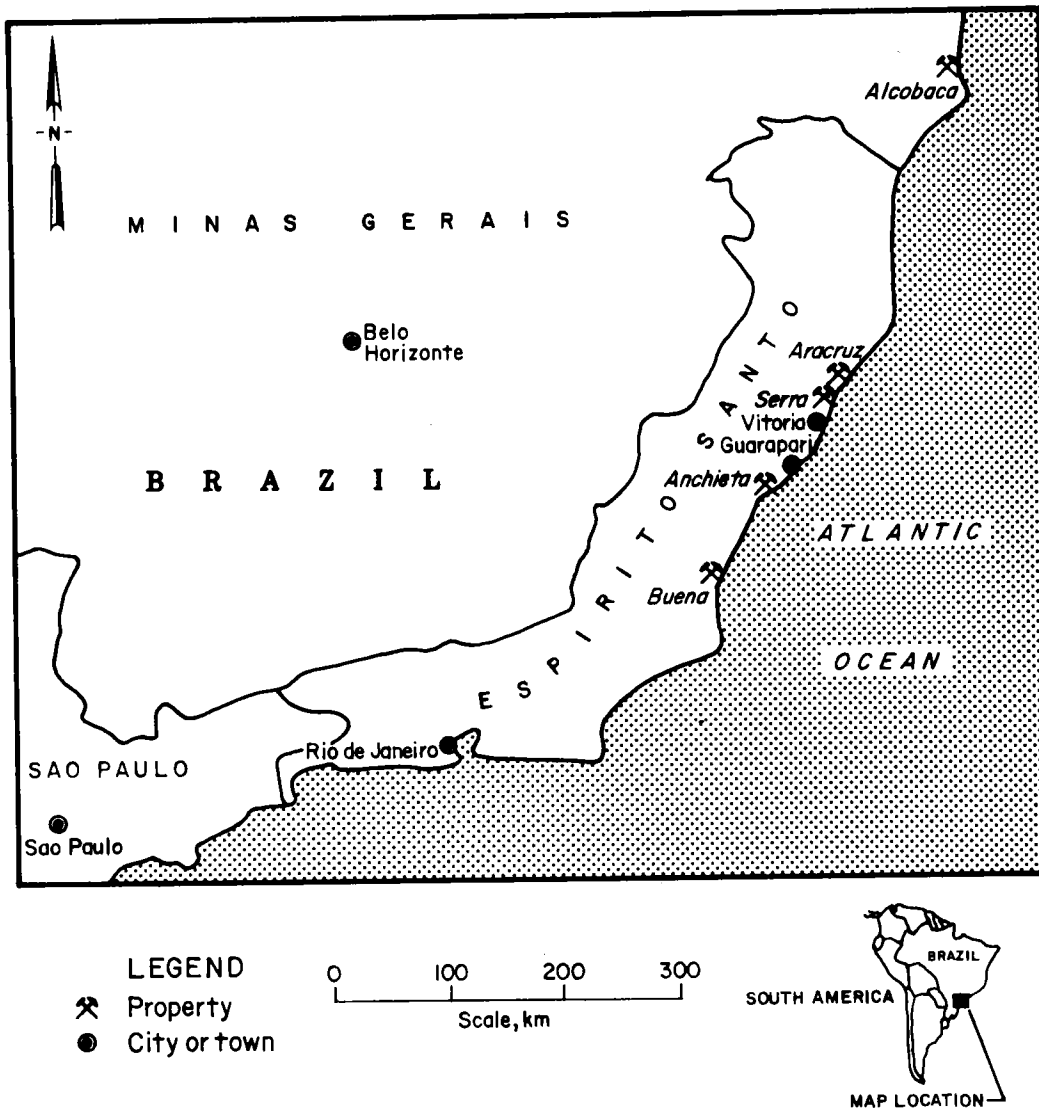 Alcobaca
-N-
MINAS GERAIS
Belo
Horizonte
Aracruz
Serra
Vitoria
Guarapari
Anchieta
BRAZIL
ESPIRITO SANTO
ATLANTIC
OCEAN
Buena
Rio de Janeiro
SAO PAULO
Sao Paulo
LEGEND
Property
City or town
0 100 200 300
Scale, km
BRAZIL
SOUTH AMERICA
MAP LOCATION